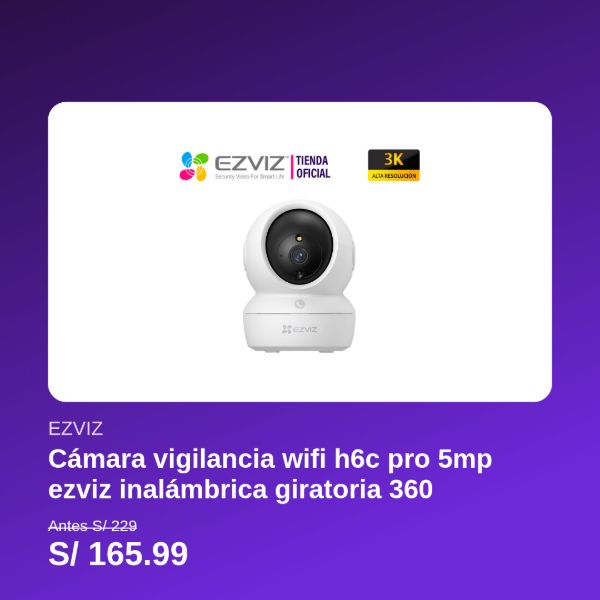 EZVIZ
Security Video For Smart Life
TIENDA
OFICIAL
3K
ALTA RESOLUCIÓN
EZVIZ
EZVIZ
Cámara vigilancia wifi h6c pro 5mp
ezviz inalámbrica giratoria 360
Antes S/ 229
S/ 165.99